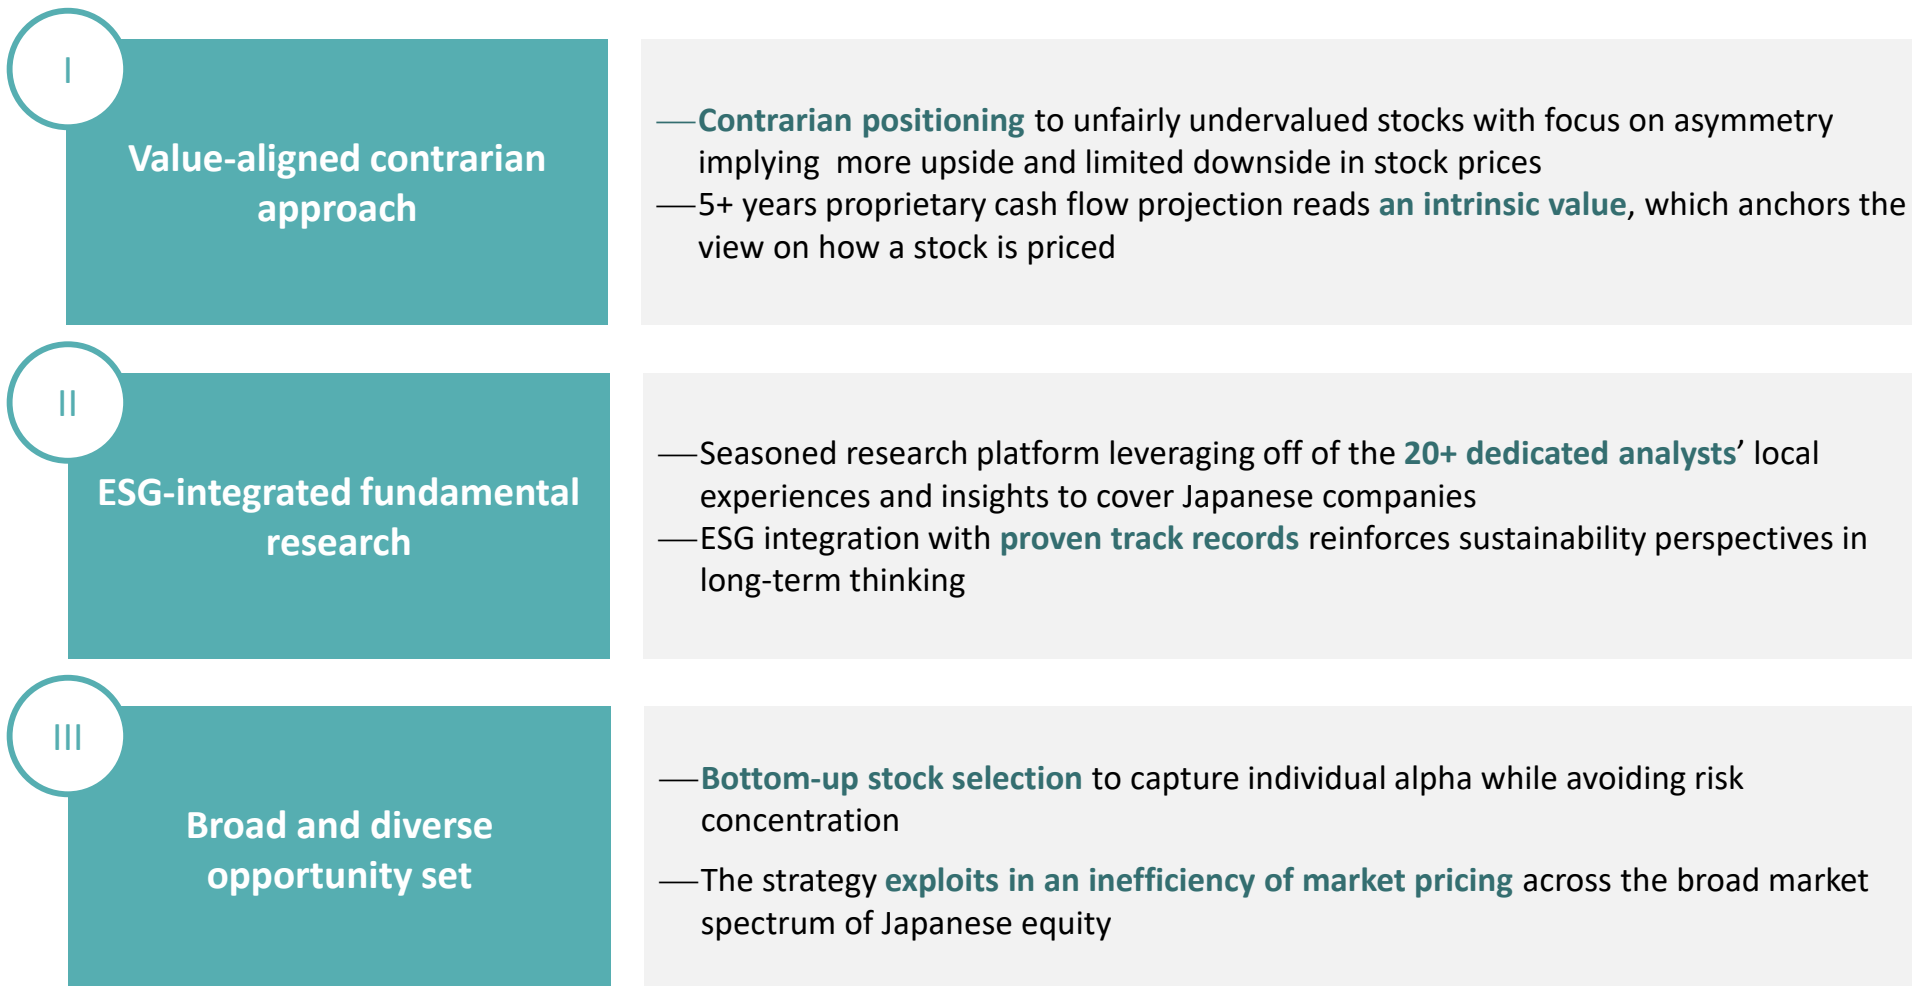 I
Value-aligned contrarian
approach
—Contrarian positioning to unfairly undervalued stocks with focus on asymmetry
implying  more upside and limited downside in stock prices
—5+ years proprietary cash flow projection reads an intrinsic value, which anchors the
view on how a stock is priced
II
ESG-integrated fundamental
research
—Seasoned research platform leveraging off of the 20+ dedicated analysts’ local
experiences and insights to cover Japanese companies
—ESG integration with proven track records reinforces sustainability perspectives in
long-term thinking
III
Broad and diverse
opportunity set
—Bottom-up stock selection to capture individual alpha while avoiding risk
concentration
—The strategy exploits in an inefficiency of market pricing across the broad market
spectrum of Japanese equity